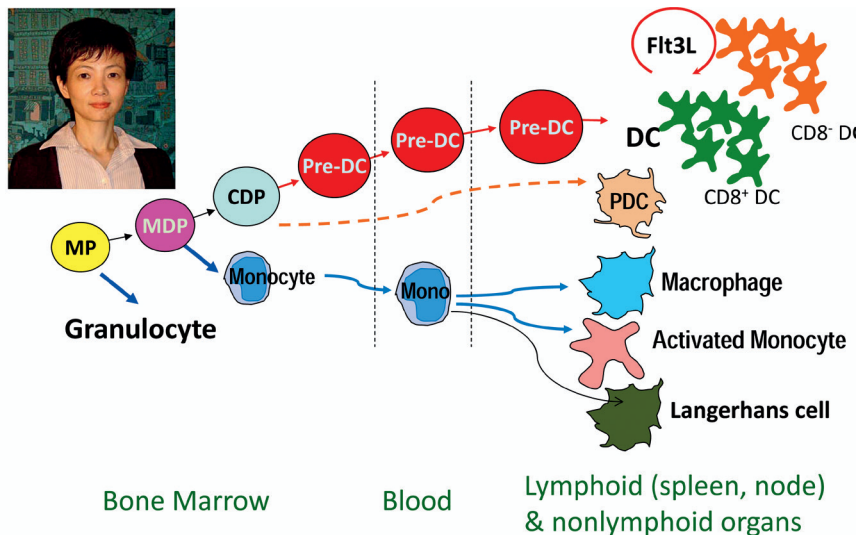 Flt3L
CD8⁻ DC
DC
CD8⁺ DC
Pre-DC
Pre-DC
Pre-DC
CDP
PDC
MDP
MP
Monocyte
Mono
Macrophage
Granulocyte
Activated Monocyte
Langerhans cell
Bone Marrow
Blood
Lymphoid (spleen, node)
& nonlymphoid organs